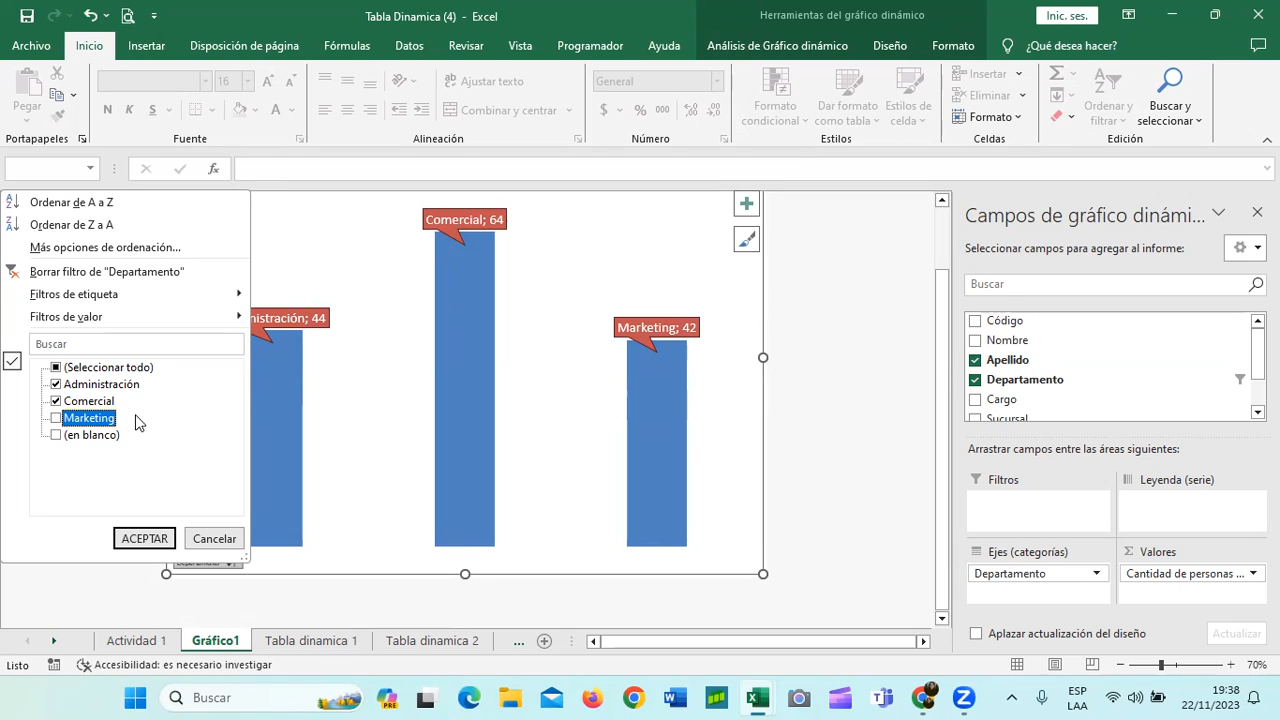 Tabla Dinamica (4) - Excel
Herramientas del gráfico dinámico
Inic. ses.
Archivo Inicio Insertar Disposición de página Fórmulas Datos Revisar Vista Programador Ayuda Análisis de Gráfico dinámico Diseño Formato ¿Qué desea hacer?
Pegar
16
N K S
Ajustar texto
Combinar y centrar
General
$ % 000
Formato condicional
Dar formato como tabla
Estilos de celda
Insertar
Eliminar
Formato
Ordenar y filtrar
Buscar y seleccionar
Portapapeles Fuente Alineación Número Estilos Celdas Edición
fx
Ordenar de A a Z
Ordenar de Z a A
Más opciones de ordenación...
Borrar filtro de "Departamento"
Filtros de etiqueta
Filtros de valor
Buscar
(Seleccionar todo)
Administración
Comercial
Marketing
(en blanco)
ACEPTAR Cancelar
nistración; 44
Comercial; 64
Marketing; 42
Campos de gráfico dinámi...
Seleccionar campos para agregar al informe:
Buscar
Código
Nombre
Apellido
Departamento
Cargo
Sucursal
Arrastrar campos entre las áreas siguientes:
Filtros
Leyenda (serie)
Ejes (categorías)
Valores
Departamento
Cantidad de personas ...
Aplazar actualización del diseño
Actualizar
Actividad 1 Gráfico1 Tabla dinamica 1 Tabla dinamica 2 ...
Listo
Accesibilidad: es necesario investigar
70%
Buscar
PRE
ESP
LAA
19:38
22/11/2023